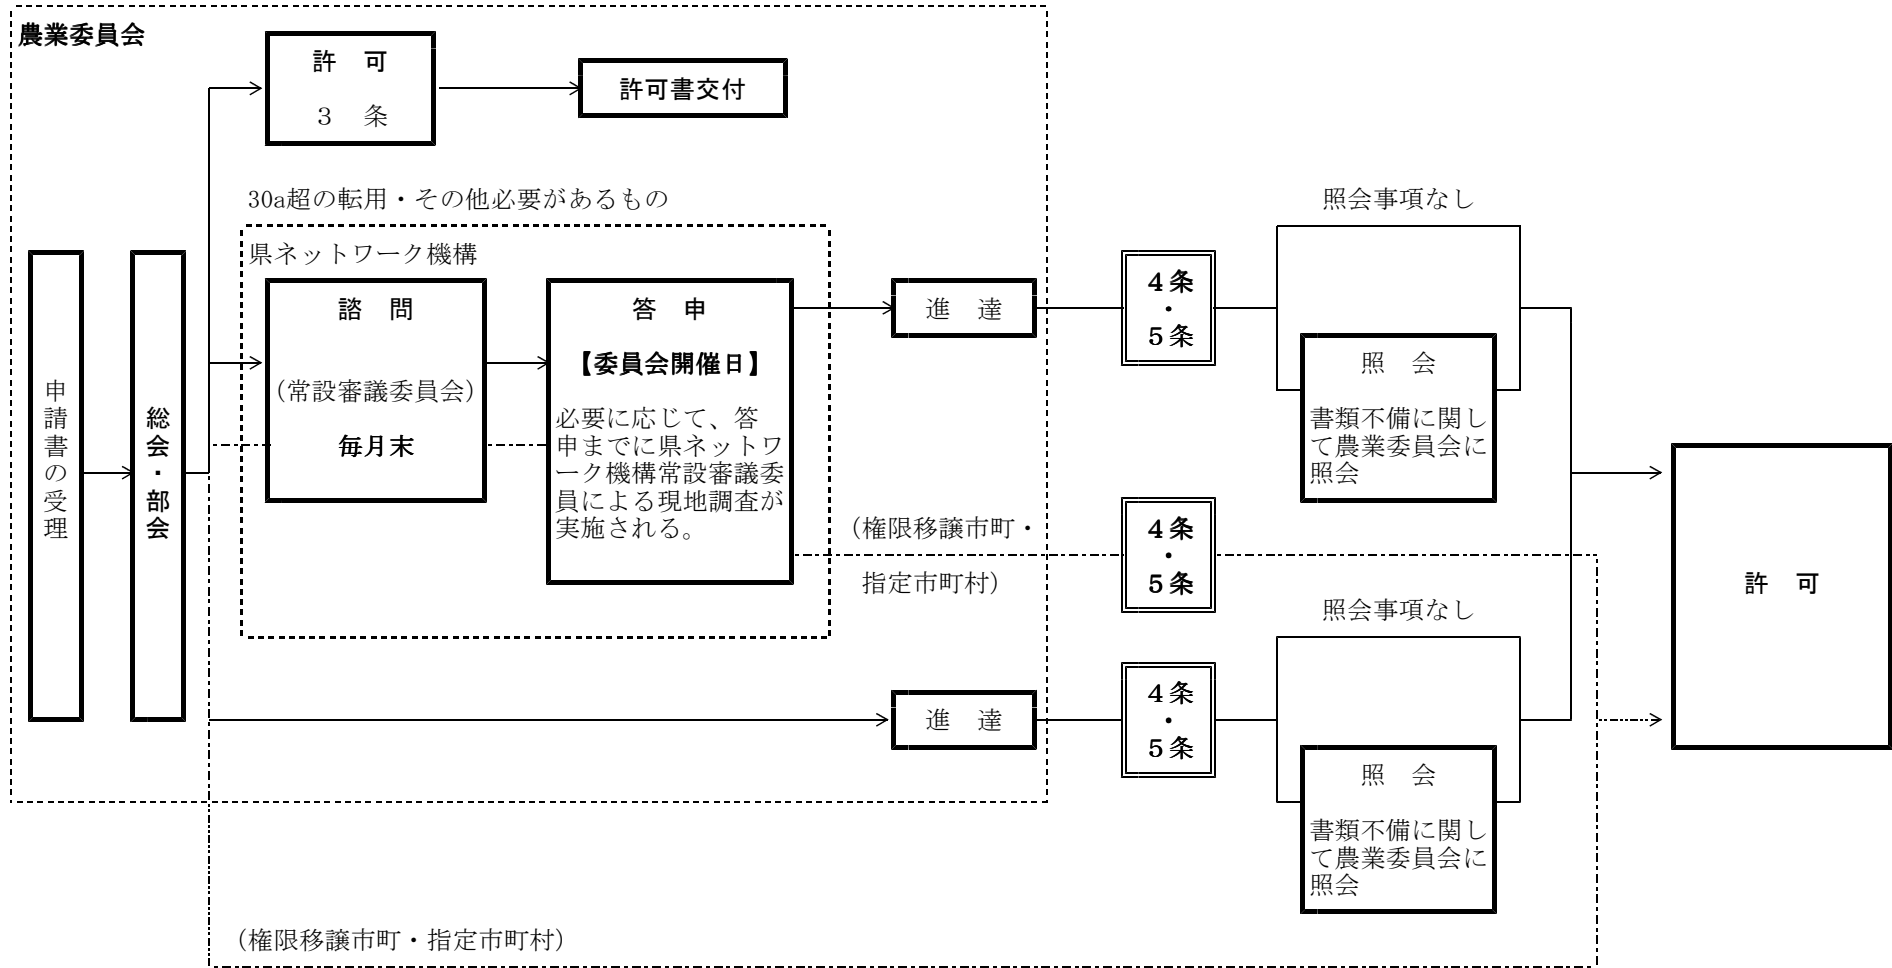 農業委員会
許　可
３　条
許可書交付
30a超の転用・その他必要があるもの
県ネットワーク機構
申請書の受理
総会・部会
諮　問
（常設審議委員会）
毎月末
答　申
【委員会開催日】
必要に応じて、答
申までに県ネットワ
ーク機構常設審議委
員による現地調査が
実施される。
進　達
４条
・
５条
照会事項なし
照　会
書類不備に関し
て農業委員会に
照会
（権限移譲市町・
指定市町村）
４条
・
５条
許　可
進　達
４条
・
５条
照会事項なし
照　会
書類不備に関し
て農業委員会に
照会
（権限移譲市町・指定市町村）